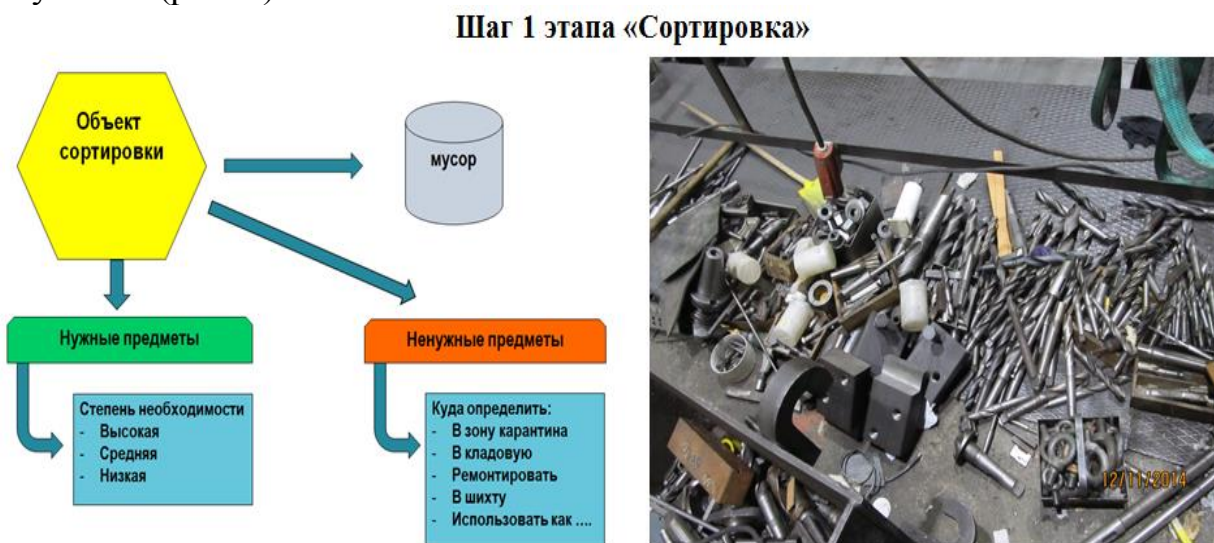 Шаг 1 этапа «Сортировка»
Объект
сортировки
мусор
Нужные предметы
Ненужные предметы
Степень необходимости
- Высокая
- Средняя
- Низкая
Куда определить:
- В зону карантина
- В кладовую
- Ремонтировать
- В шихту
- Использовать как ....
12/11/2014